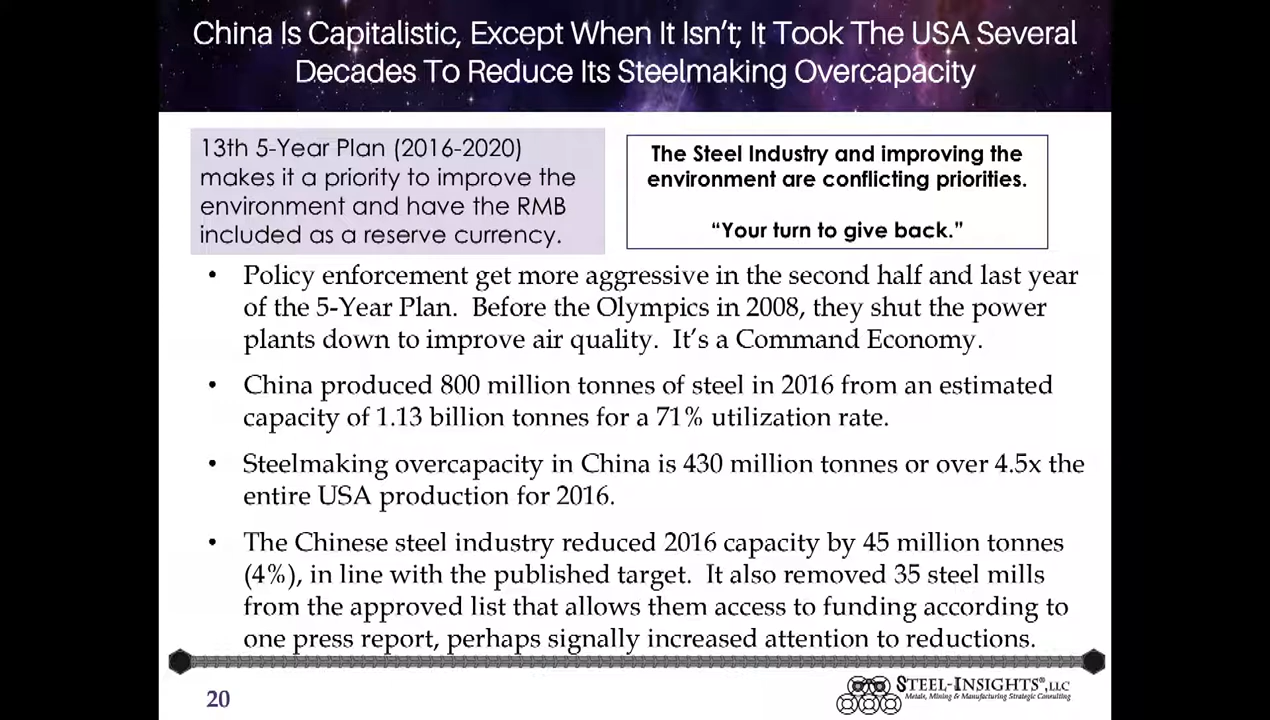 China Is Capitalistic, Except When It Isn't; It Took The USA Several
Decades To Reduce Its Steelmaking Overcapacity
13th 5-Year Plan (2016-2020)
makes it a priority to improve the
environment and have the RMB
included as a reserve currency.
The Steel Industry and improving the
environment are conflicting priorities.
“Your turn to give back.”
• Policy enforcement get more aggressive in the second half and last year
of the 5-Year Plan. Before the Olympics in 2008, they shut the power
plants down to improve air quality. It’s a Command Economy.
• China produced 800 million tonnes of steel in 2016 from an estimated
capacity of 1.13 billion tonnes for a 71% utilization rate.
• Steelmaking overcapacity in China is 430 million tonnes or over 4.5x the
entire USA production for 2016.
• The Chinese steel industry reduced 2016 capacity by 45 million tonnes
(4%), in line with the published target. It also removed 35 steel mills
from the approved list that allows them access to funding according to
one press report, perhaps signally increased attention to reductions.
20
STEEL-INSIGHTS®, LLC
Metals, Mining & Manufacturing Strategic Consulting